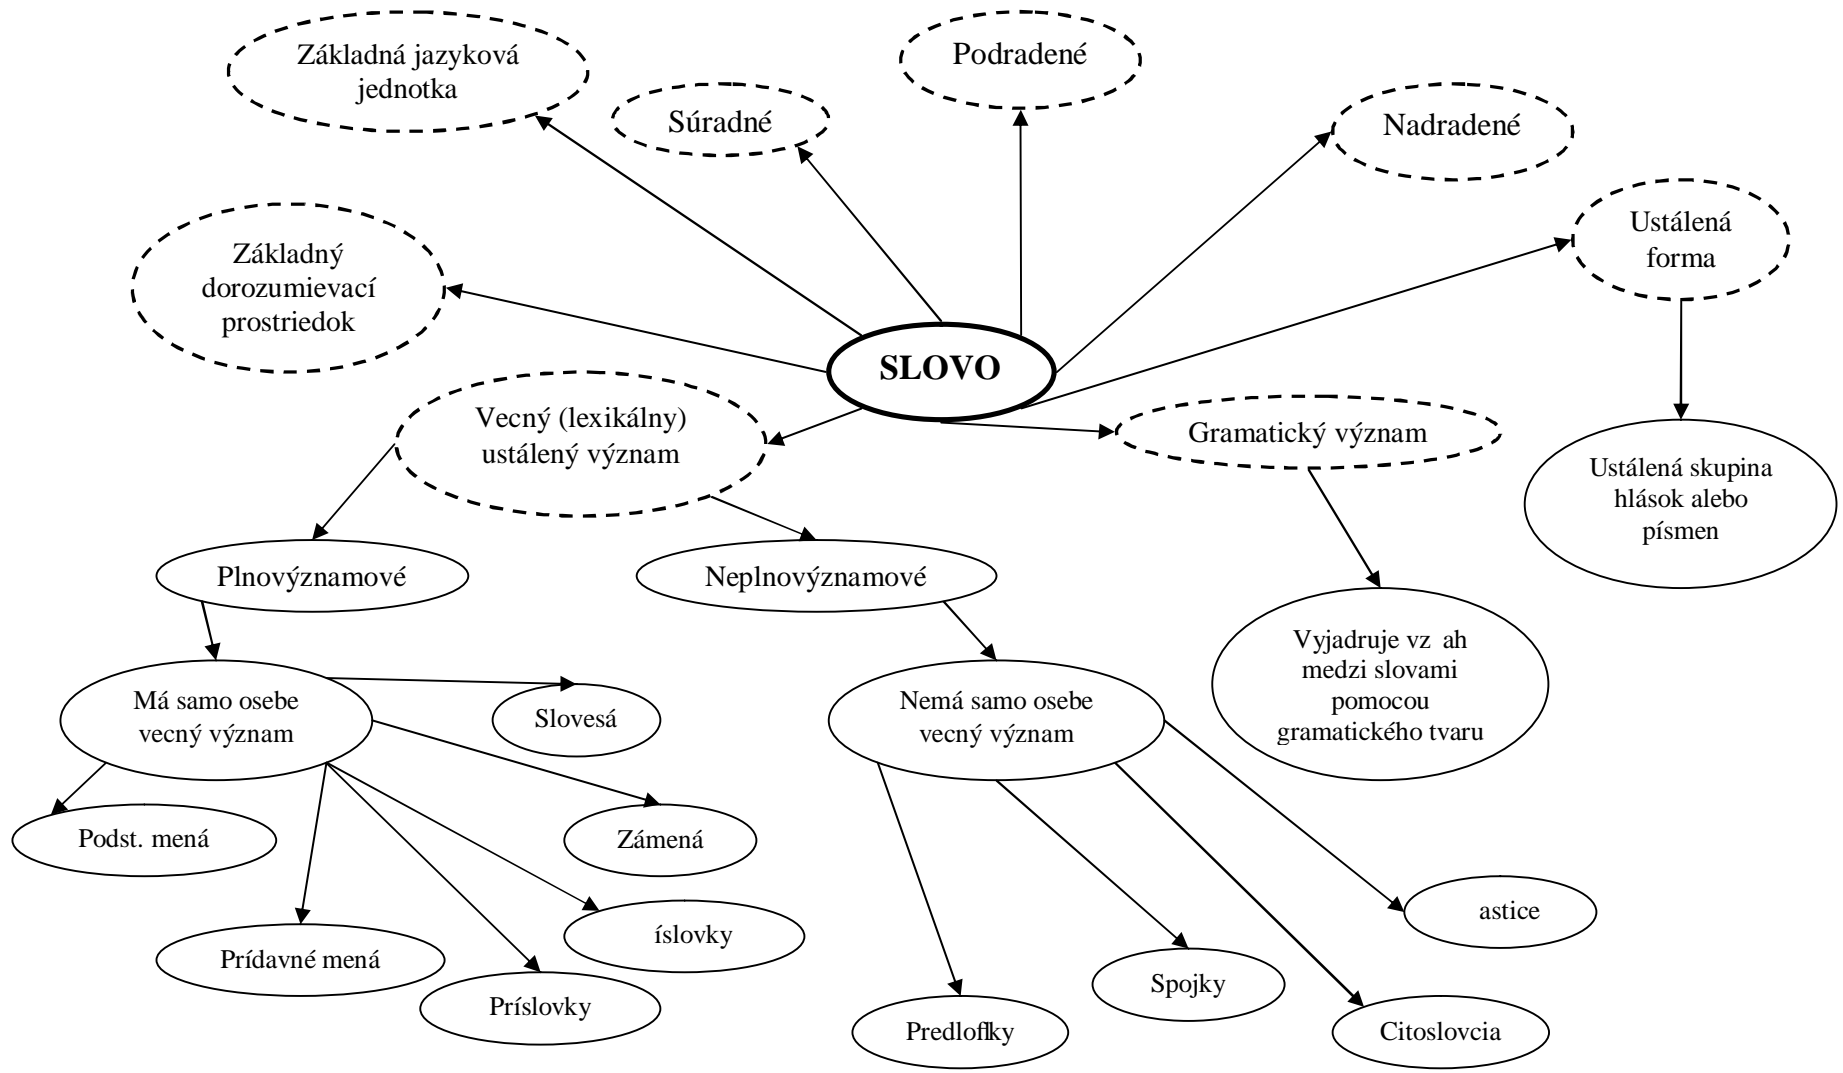 Základná jazyková
jednotka
Súradné
Podradené
Nadradené
Ustálená
forma
Základný
dorozumievací
prostriedok
SLOVO
Vecný (lexikálny)
ustálený význam
Gramatický význam
Ustálená skupina
hlások alebo
písmen
Plnovýznamové
Neplnovýznamové
Vyjadruje vz ah
medzi slovami
pomocou
gramatického tvaru
Má samo osebe
vecný význam
Slovesá
Nemá samo osebe
vecný význam
Podst. mená
Zámená
Prídavné mená
Príslovky
íslovky
Predloﬂky
Spojky
Citoslovcia
astice